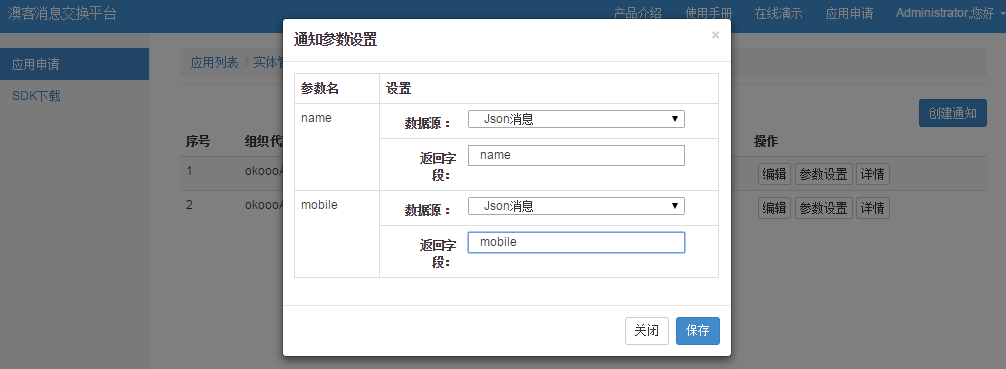 澳客消息交换平台
产品介绍 使用手册 在线演示 应用申请 Administrator,您好
应用申请
SDK下载
应用列表 / 实体
创建通知
序号 组织代 操作
1 okooo 编辑 参数设置 详情
2 okooo 编辑 参数设置 详情
通知参数设置 ×
参数名 设置
name 数据源： Json消息
返回字
段： name
mobile 数据源： Json消息
返回字
段： mobile
关闭 保存